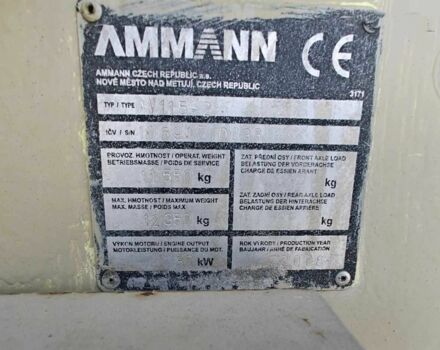 AMMANN CE
AMMANN CZECH REPUBLIC a.s.
NOVÉ MĚSTO NAD METUJÍ, CZECH REPUBLIC
3171
TYP / TYPE
IČV / S/N
PROVOZ. HMOTNOST / OPERAT. WEIGHT
BETRIEBSMASSE / POIDS DE SERVICE
kg
ZAT. PŘEDNÍ OSY / FRONT AXLE LOAD
BELASTUNG DER VORDERACHSE
CHARGE DE ESSIEN AVANT
kg
MAX. HMOTNOST / MAXIMUM WEIGHT
MAX. MASSE / POIDS MAX
kg
ZAT. ZADNÍ OSY / REAR AXLE LOAD
BELASTUNG DER HINTERACHSE
CHARGE DE ESSIEN ARRIÉRE
kg
VÝKON MOTORU / ENGINE OUTPUT
MOTORLEISTUNG / PUISSANCE DU MOT.
kW
ROK VÝROBY / PRODUCTION YEAR
BAUJAHR / ANNÉ DE FABRICATION